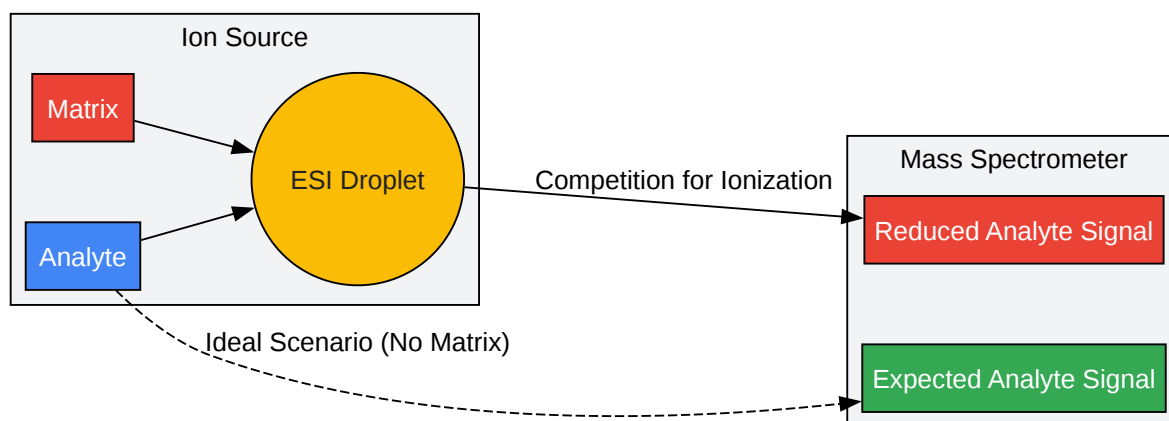 Ion Source
Matrix
ESI Droplet
Analyte
Competition for Ionization
Mass Spectrometer
Reduced Analyte Signal
Ideal Scenario (No Matrix)
Expected Analyte Signal